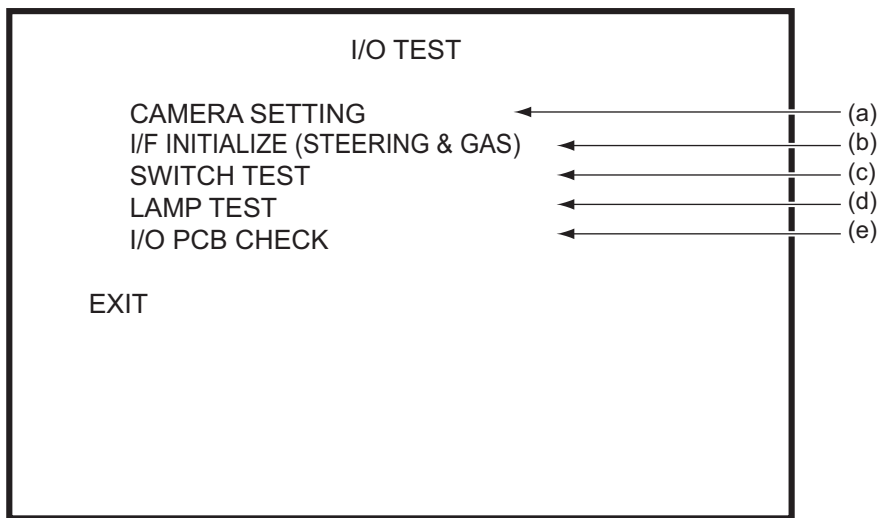 I/O TEST
CAMERA SETTING (a)
I/F INITIALIZE (STEERING & GAS) (b)
SWITCH TEST (c)
LAMP TEST (d)
I/O PCB CHECK (e)
EXIT